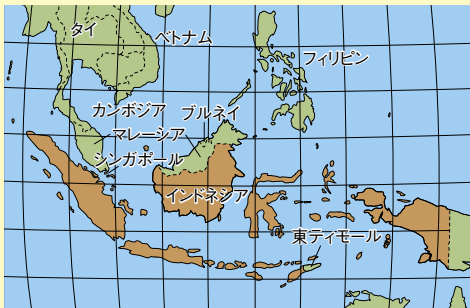 タイ
ベトナム
フィリピン
カンボジア
ブルネイ
マレーシア
シンガポール
インドネシア
東ティモール